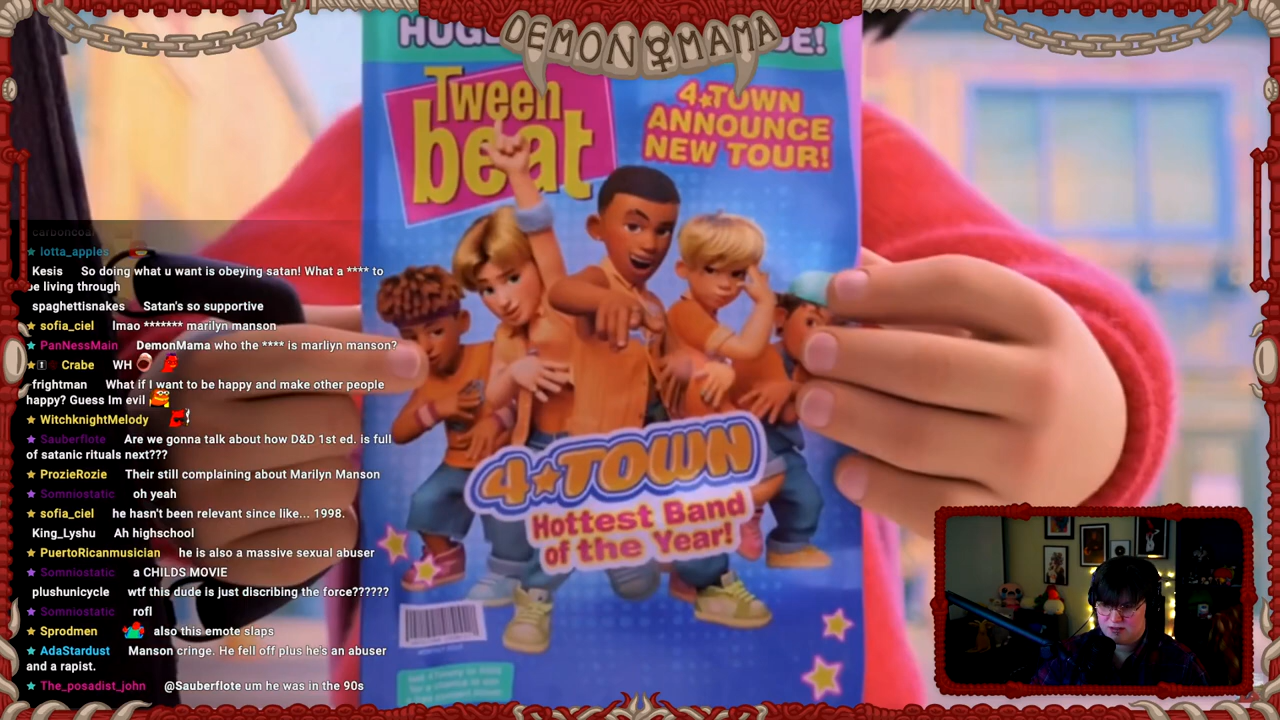 DEMON MAMA
Tween
beat
4★TOWN
ANNOUNCE
NEW TOUR!
4★TOWN
Hottest Band
of the Year!
lotta_apples
Kesis So doing what u want is obeying satan! What a **** to
be living through
spaghettisnakes Satan's so supportive
sofia_ciel lmao ******* marilyn manson
PanNessMain DemonMama who the **** is marliyn manson?
Crabe WH
frightman What if I want to be happy and make other people
happy? Guess Im evil
WitchknightMelody
Sauberflote Are we gonna talk about how D&D 1st ed. is full
of satanic rituals next???
ProzieRozie Their still complaining about Marilyn Manson
Somniostatic oh yeah
sofia_ciel he hasn't been relevant since like... 1998.
King_Lyshu Ah highschool
PuertoRicanmusician he is also a massive sexual abuser
Somniostatic a CHILDS MOVIE
plushunicycle wtf this dude is just discribing the force??????
Somniostatic rofl
Sprodmen also this emote slaps
AdaStardust Manson cringe. He fell off plus he's an abuser
and a rapist.
The_posadist_john @Sauberflote um he was in the 90s